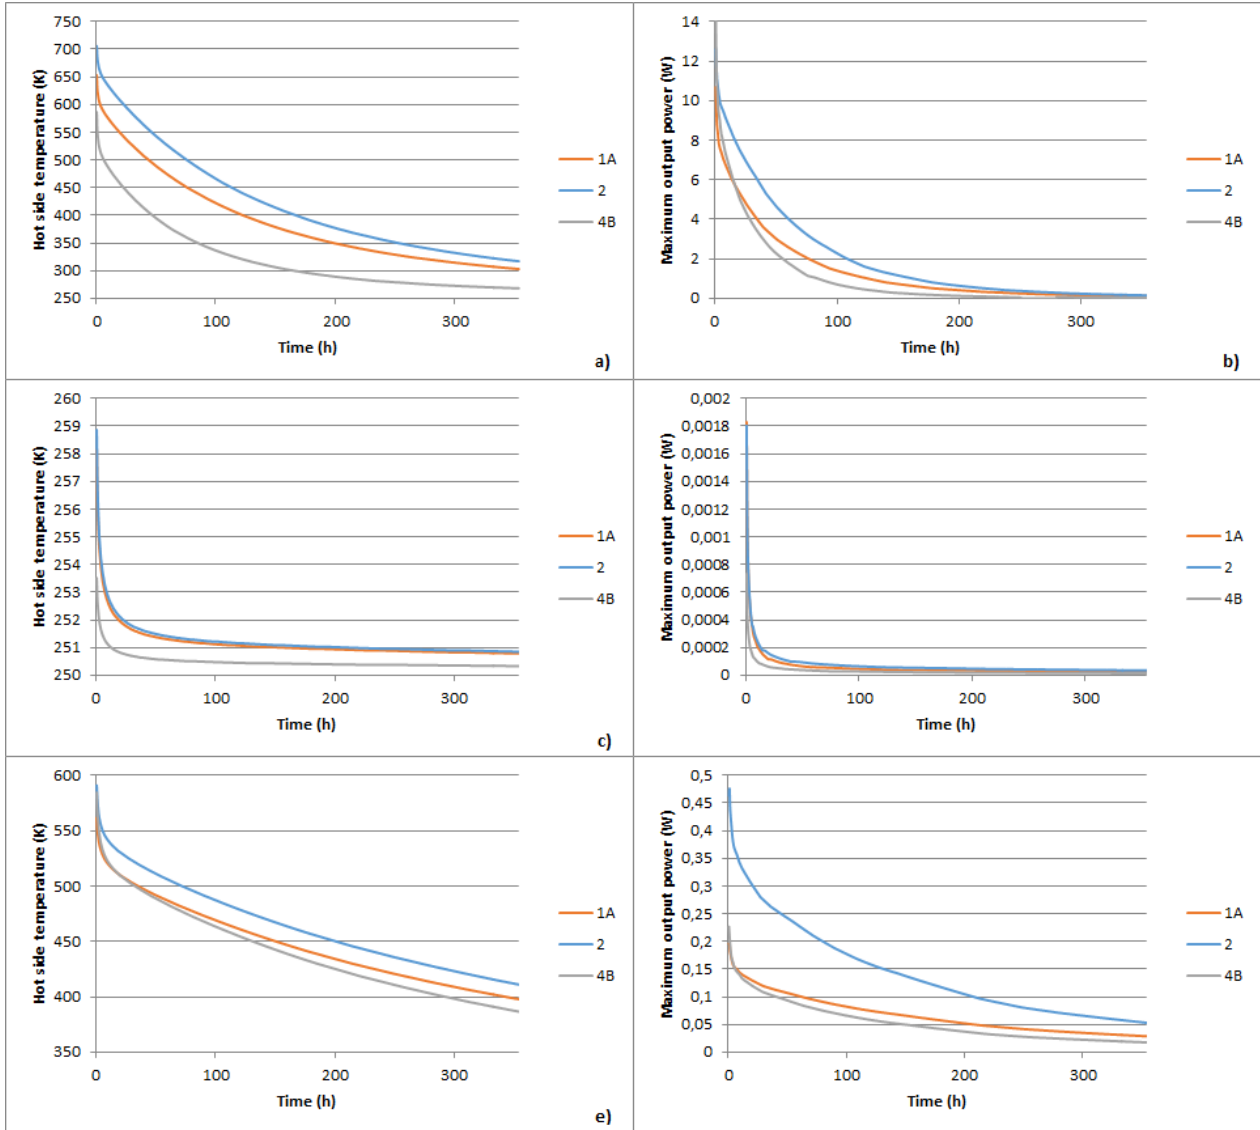 750
700
650
600
550
500
450
400
350
300
250
Hot side temperature (K)
0 100 200 300
Time (h)
1A
2
4B
a)
14
12
10
8
6
4
2
0
Maximum output power (W)
0 100 200 300
Time (h)
1A
2
4B
b)
260
259
258
257
256
255
254
253
252
251
250
Hot side temperature (K)
0 100 200 300
Time (h)
1A
2
4B
c)
0,002
0,0018
0,0016
0,0014
0,0012
0,001
0,0008
0,0006
0,0004
0,0002
0
Maximum output power (W)
0 100 200 300
Time (h)
1A
2
4B
600
550
500
450
400
350
Hot side temperature (K)
0 100 200 300
Time (h)
1A
2
4B
e)
0,5
0,45
0,4
0,35
0,3
0,25
0,2
0,15
0,1
0,05
0
Maximum output power (W)
0 100 200 300
Time (h)
1A
2
4B